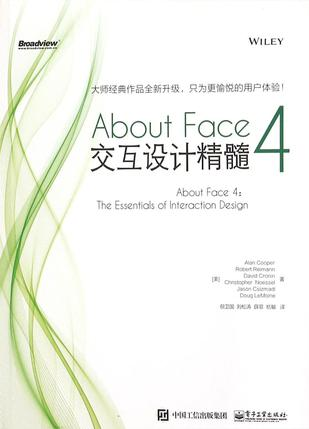 Broadview
WILEY
大师经典作品全新升级，只为更愉悦的用户体验！
About Face 4
交互设计精髓
About Face 4：
The Essentials of Interaction Design
Alan Cooper
Robert Reimann
David Cronin
[美] Christopher Noessel 著
Jason Csizmadi
Doug LeMoine
倪卫国 刘松涛 薛菲 杭敏 译
中国工信出版集团
电子工业出版社